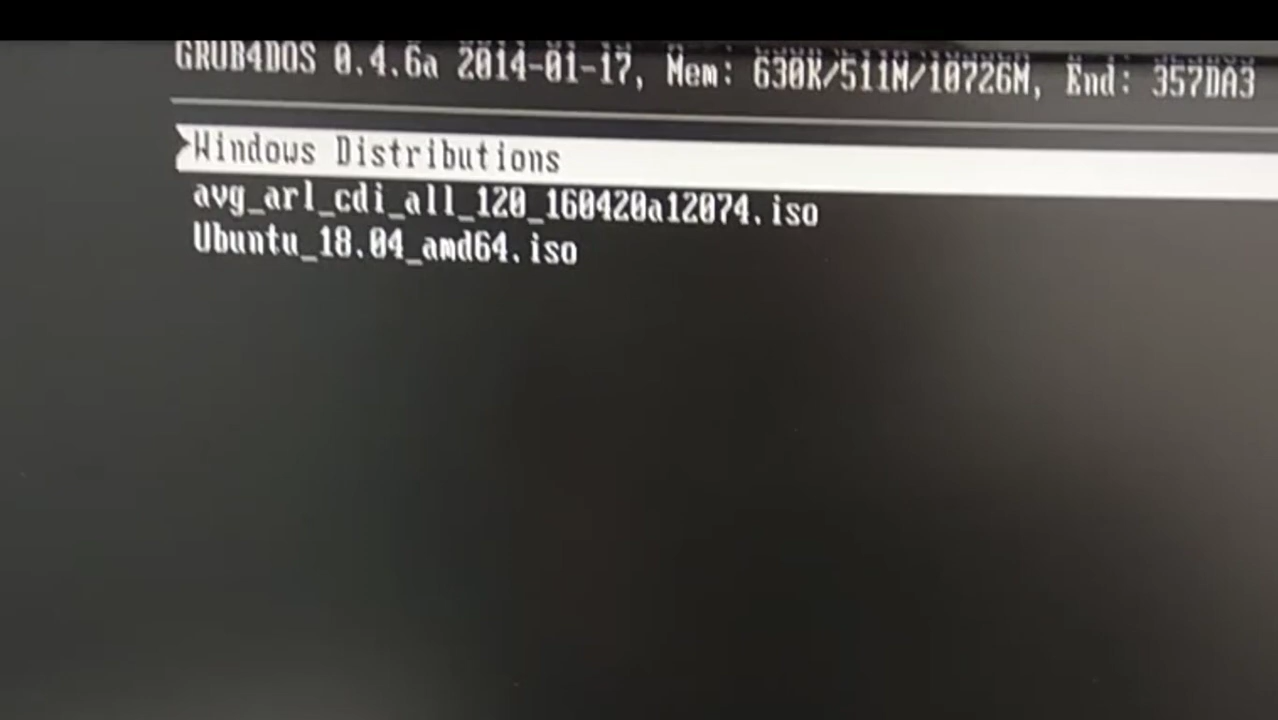 GRUB4DOS 0.4.6a 2014-01-17, Mem: 630K/511M/10726M, End: 357DA3
Windows Distributions
avg_arl_cdi_all_120_160420a12074.iso
Ubuntu_18.04_amd64.iso